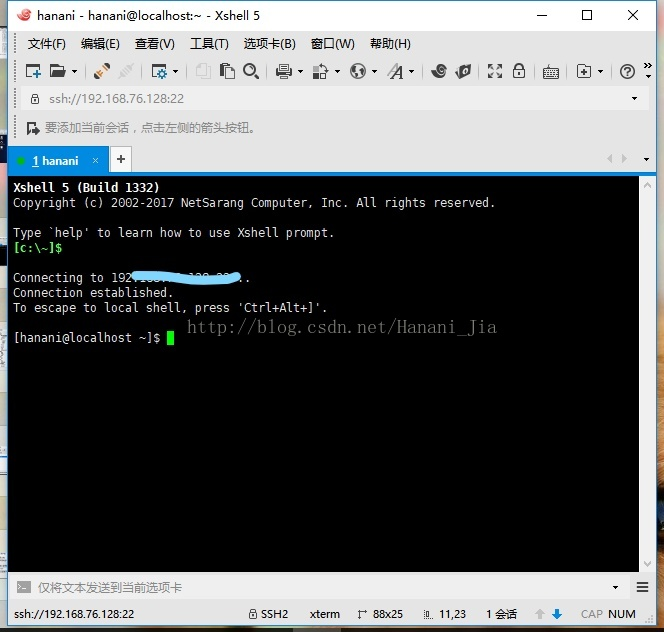 hanani - hanani@localhost:~ - Xshell 5
文件(F) 编辑(E) 查看(V) 工具(T) 选项卡(B) 窗口(W) 帮助(H)
ssh://192.168.76.128:22
要添加当前会话，点击左侧的箭头按钮。
1 hanani
Xshell 5 (Build 1332)
Copyright (c) 2002-2017 NetSarang Computer, Inc. All rights reserved.
Type `help' to learn how to use Xshell prompt.
[c:\~]$
Connecting to 192
Connection established.
To escape to local shell, press 'Ctrl+Alt+]'.
http://blog.csdn.net/Hanani_Jia
[hanani@localhost ~]$
仅将文本发送到当前选项卡
ssh://192.168.76.128:22 SSH2 xterm 88x25 11,23 1 会话 CAP NUM